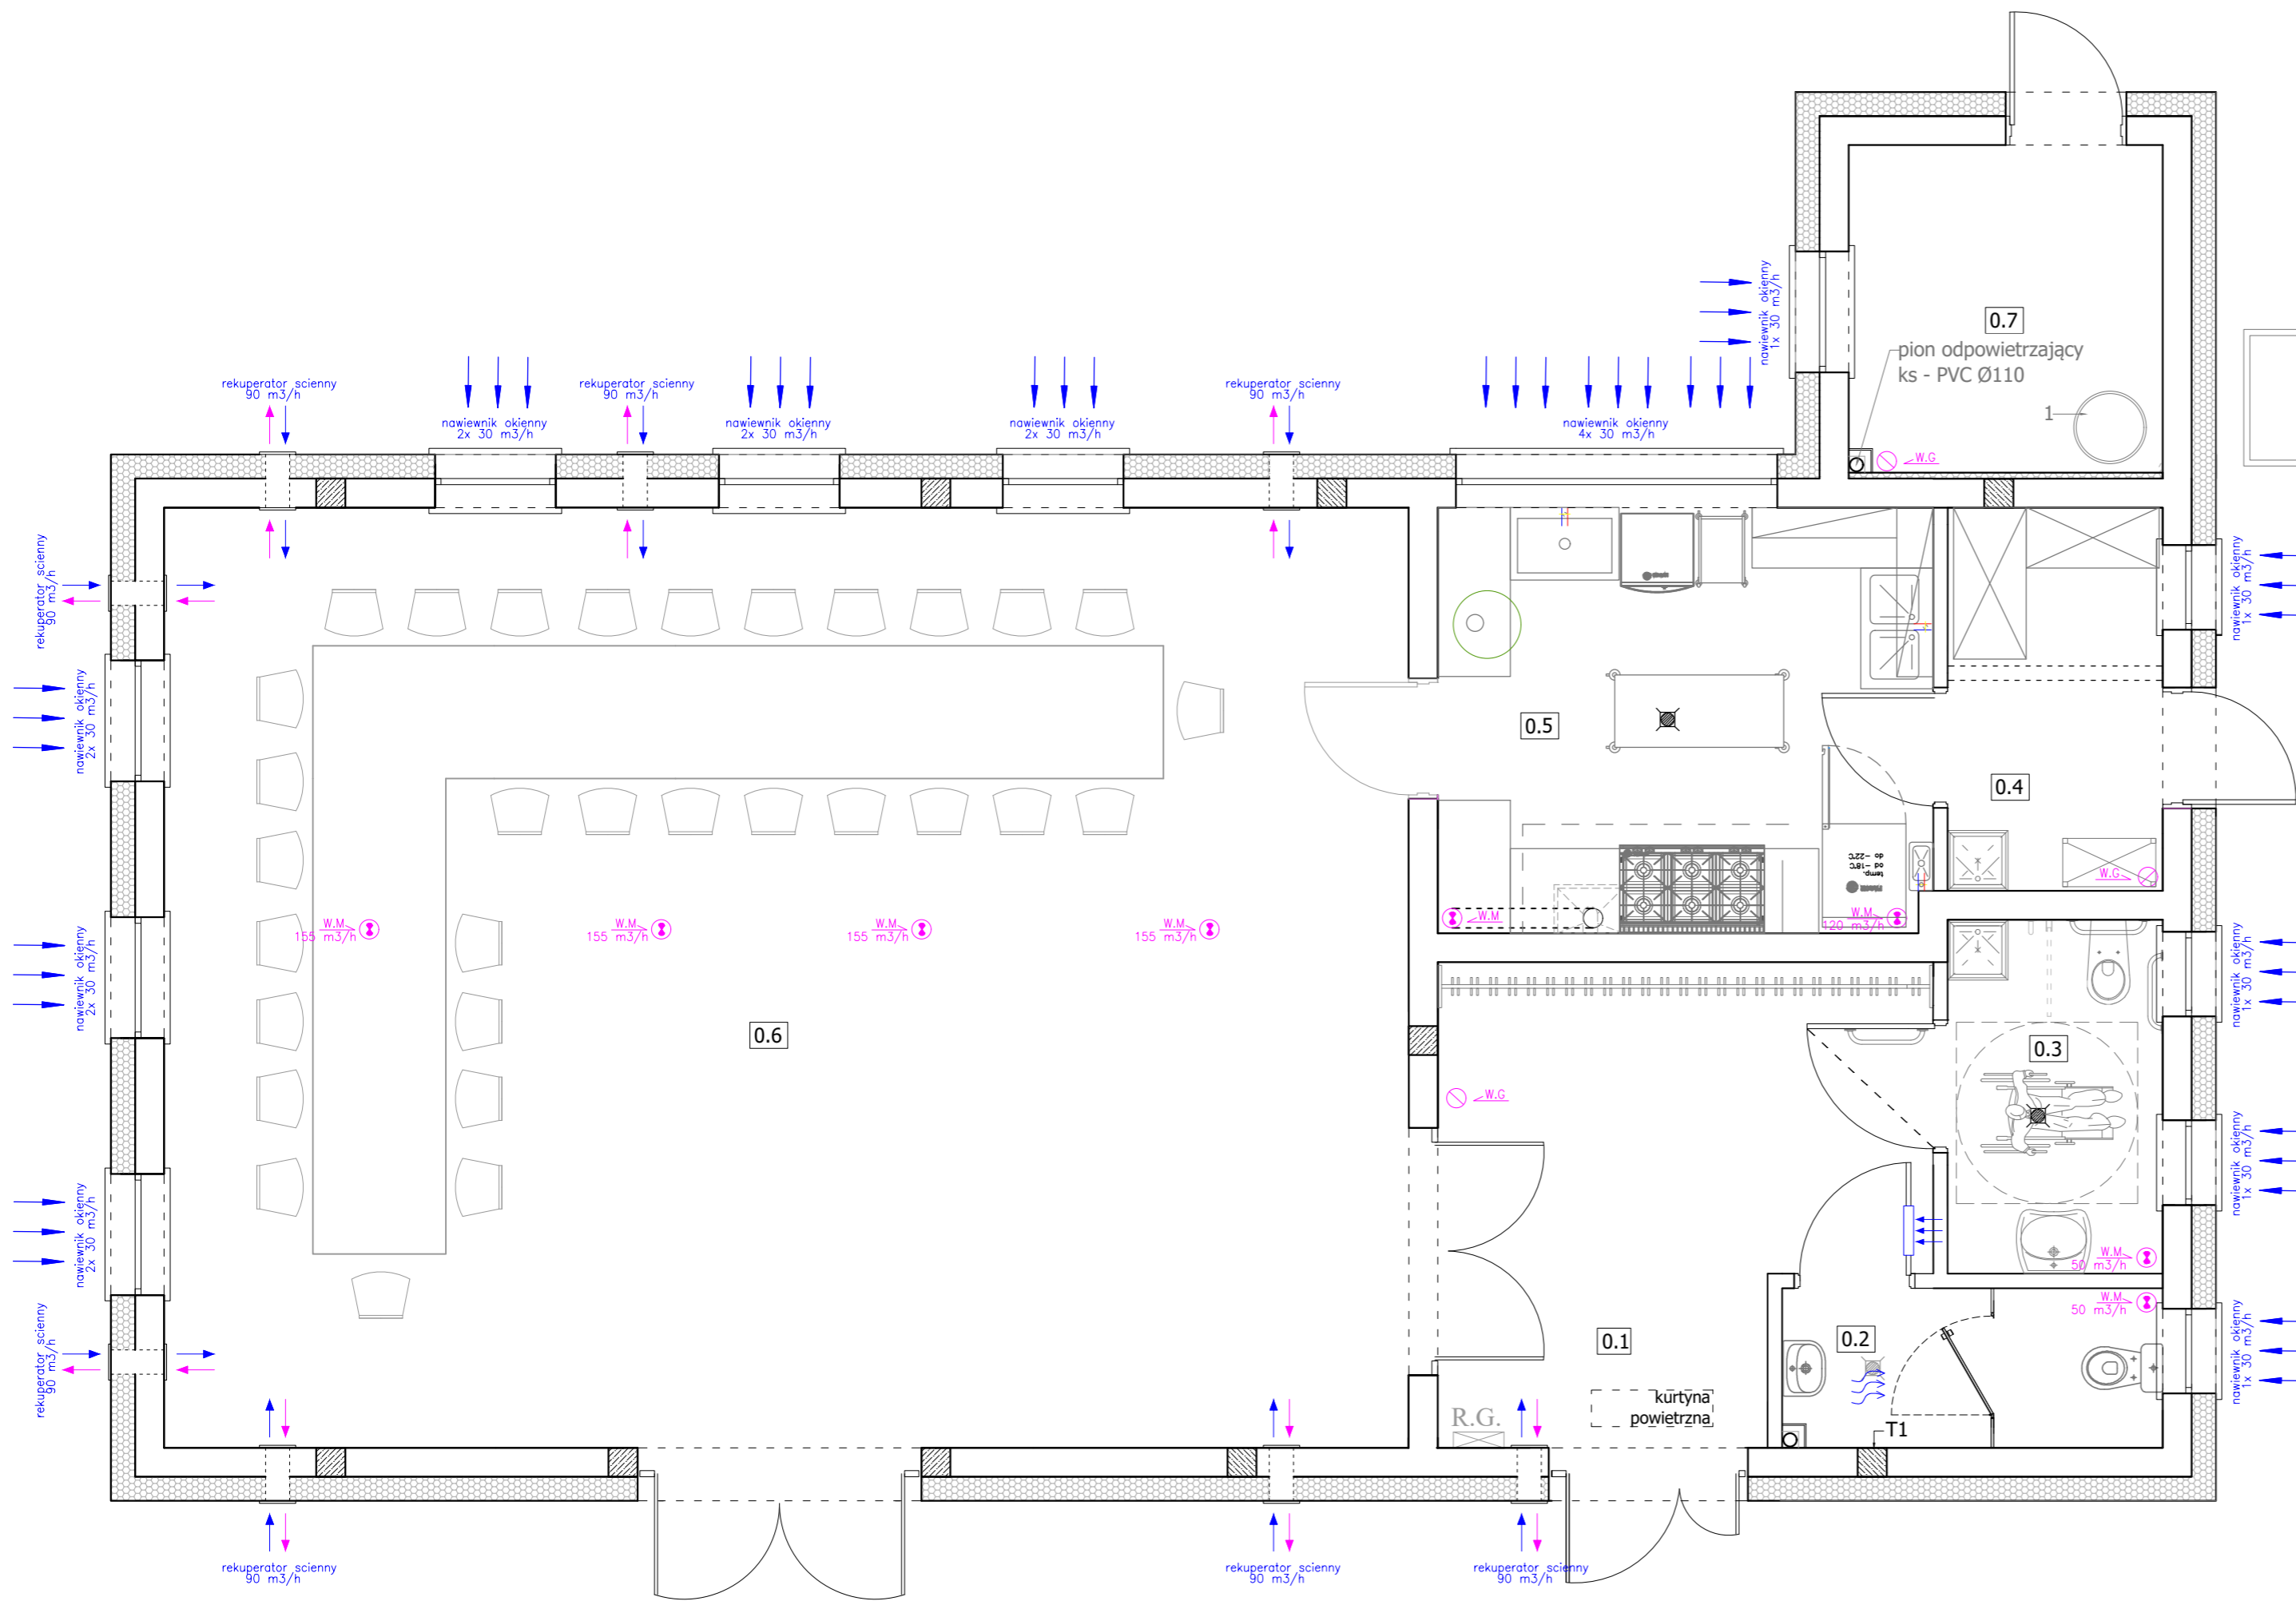 nawiewnik okienny
1x 30 m3/h
0.7
pion odpowietrzający
ks - PVC Ø110
1
W.G
rekuperator scienny
90 m3/h
rekuperator scienny
90 m3/h
rekuperator scienny
90 m3/h
nawiewnik okienny
2x 30 m3/h
nawiewnik okienny
2x 30 m3/h
nawiewnik okienny
2x 30 m3/h
nawiewnik okienny
4x 30 m3/h
rekuperator scienny
90 m3/h
nawiewnik okienny
1x 30 m3/h
nawiewnik okienny
2x 30 m3/h
0.5
0.4
temp.
od -18°C
do -22°C
W.G
W.M
155 m3/h
W.M
155 m3/h
W.M
155 m3/h
W.M
155 m3/h
W.M
W.M
120 m3/h
nawiewnik okienny
2x 30 m3/h
nawiewnik okienny
1x 30 m3/h
0.6
0.3
W.G
nawiewnik okienny
1x 30 m3/h
nawiewnik okienny
2x 30 m3/h
W.M
50 m3/h
W.M
50 m3/h
rekuperator scienny
90 m3/h
0.1
0.2
nawiewnik okienny
1x 30 m3/h
kurtyna
powietrzna
R.G.
T1
rekuperator scienny
90 m3/h
rekuperator scienny
90 m3/h
rekuperator scienny
90 m3/h